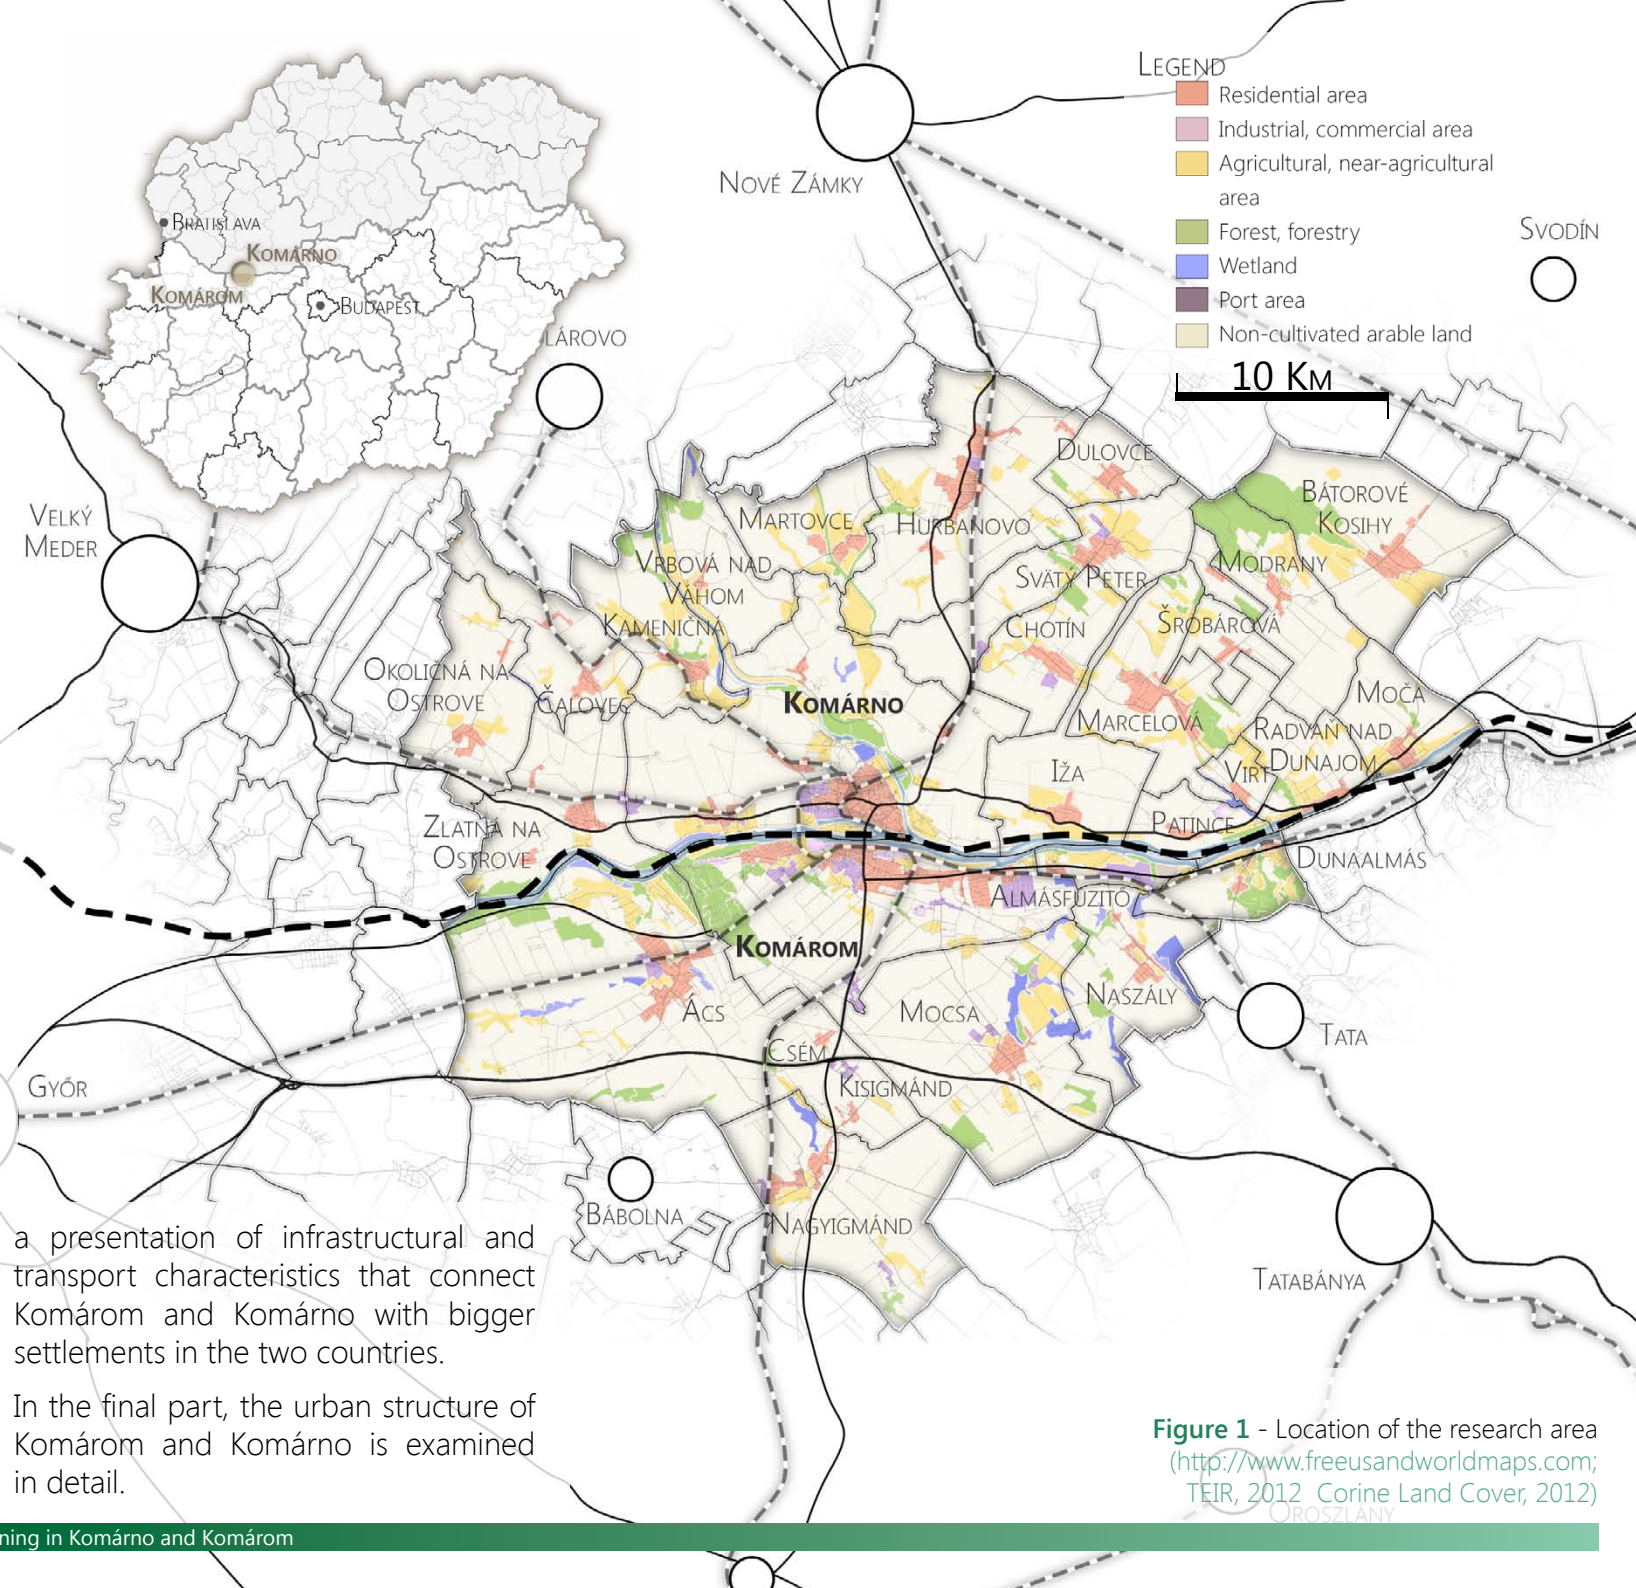 LEGEND
Residential area
Industrial, commercial area
Agricultural, near-agricultural
area
Forest, forestry
Wetland
Port area
Non-cultivated arable land
10 KM
NOVÉ ZÁMKY
SVODÍN
BRATISLAVA
KOMÁRNO
KOMÁROM
BUDAPEST
LÁROVO
VELKÝ
MEDER
DULOVCE
BÁTOROVÉ
KOSIHY
MARTOVCE
HURBANOVO
VRBOVÁ NAD
VÁHOM
MODRANY
SVÄTÝ PETER
KAMENIČNÁ
CHOTÍN
ŠROBÁROVÁ
OKOLIČNÁ NA
OSTROVE
ČALOVEC
KOMÁRNO
MOČA
MARCELOVÁ
RADVAŇ NAD
DUNAJOM
IŽA
VIRT
ZLATNÁ NA
OSTROVE
PATINCE
DUNAALMÁS
ALMÁSFÜZITŐ
KOMÁROM
ÁCS
MOCSA
NASZÁLY
TATA
CSÉM
KISIGMÁND
GYŐR
BÁBOLNA
NAGYIGMÁND
TATABÁNYA
a presentation of infrastructural and
transport characteristics that connect
Komárom and Komárno with bigger
settlements in the two countries.
In the final part, the urban structure of
Komárom and Komárno is examined
in detail.
Figure 1 - Location of the research area
(http://www.freeusandworldmaps.com;
TEIR, 2012 Corine Land Cover, 2012)
OROSZLÁNY
ning in Komárno and Komárom